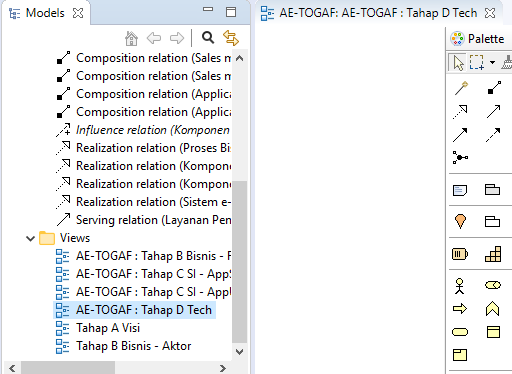 Models
AE-TOGAF: AE-TOGAF : Tahap D Tech
Palette
Composition relation (Sales m
Composition relation (Sales m
Composition relation (Applica
Composition relation (Applica
Influence relation (Komponen
Realization relation (Proses Bi
Realization relation (Kompone
Realization relation (Kompone
Realization relation (Sistem e-
Serving relation (Layanan Pen
Views
AE-TOGAF : Tahap B Bisnis - F
AE-TOGAF : Tahap C SI - AppS
AE-TOGAF : Tahap C SI - AppU
AE-TOGAF : Tahap D Tech
Tahap A Visi
Tahap B Bisnis - Aktor